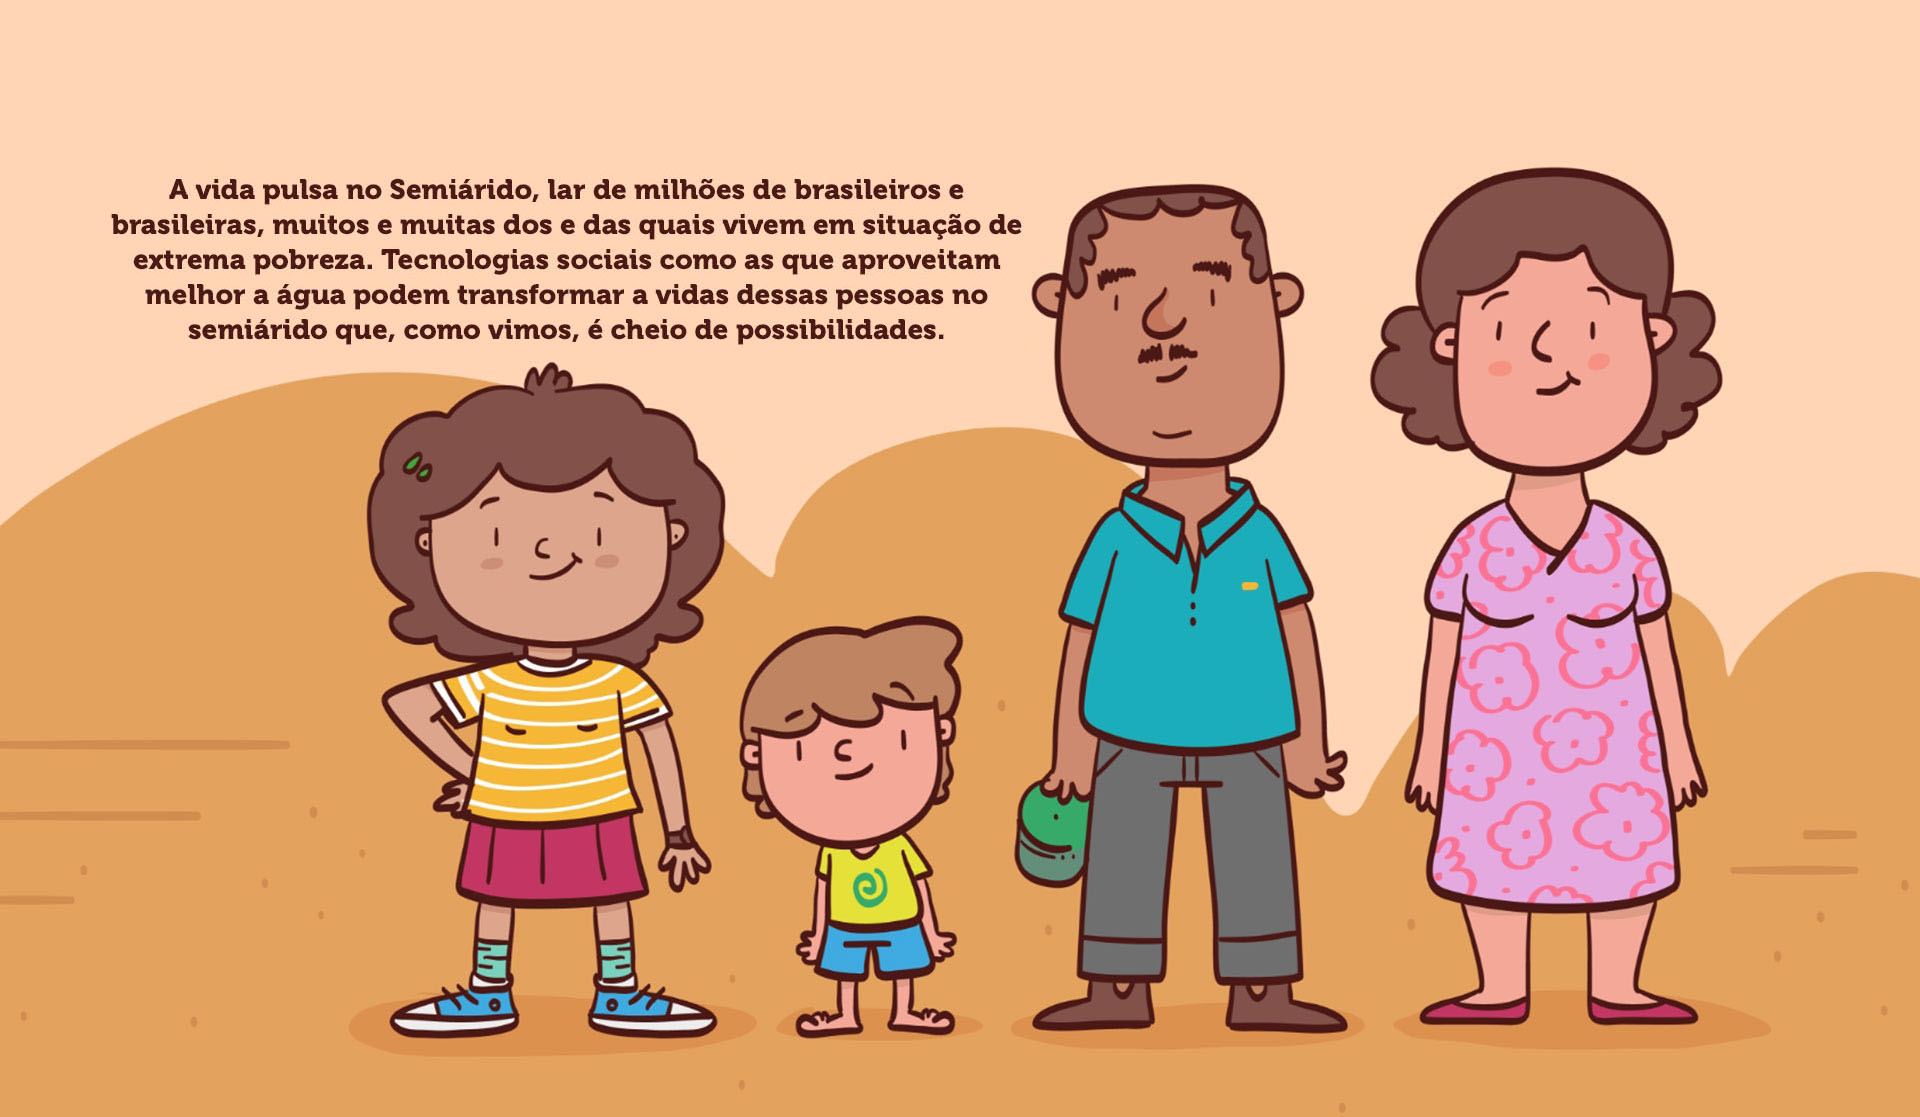 A vida pulsa no Semiárido, lar de milhões de brasileiros e
brasileiras, muitos e muitas dos e das quais vivem em situação de
extrema pobreza. Tecnologias sociais como as que aproveitam
melhor a água podem transformar a vidas dessas pessoas no
semiárido que, como vimos, é cheio de possibilidades.